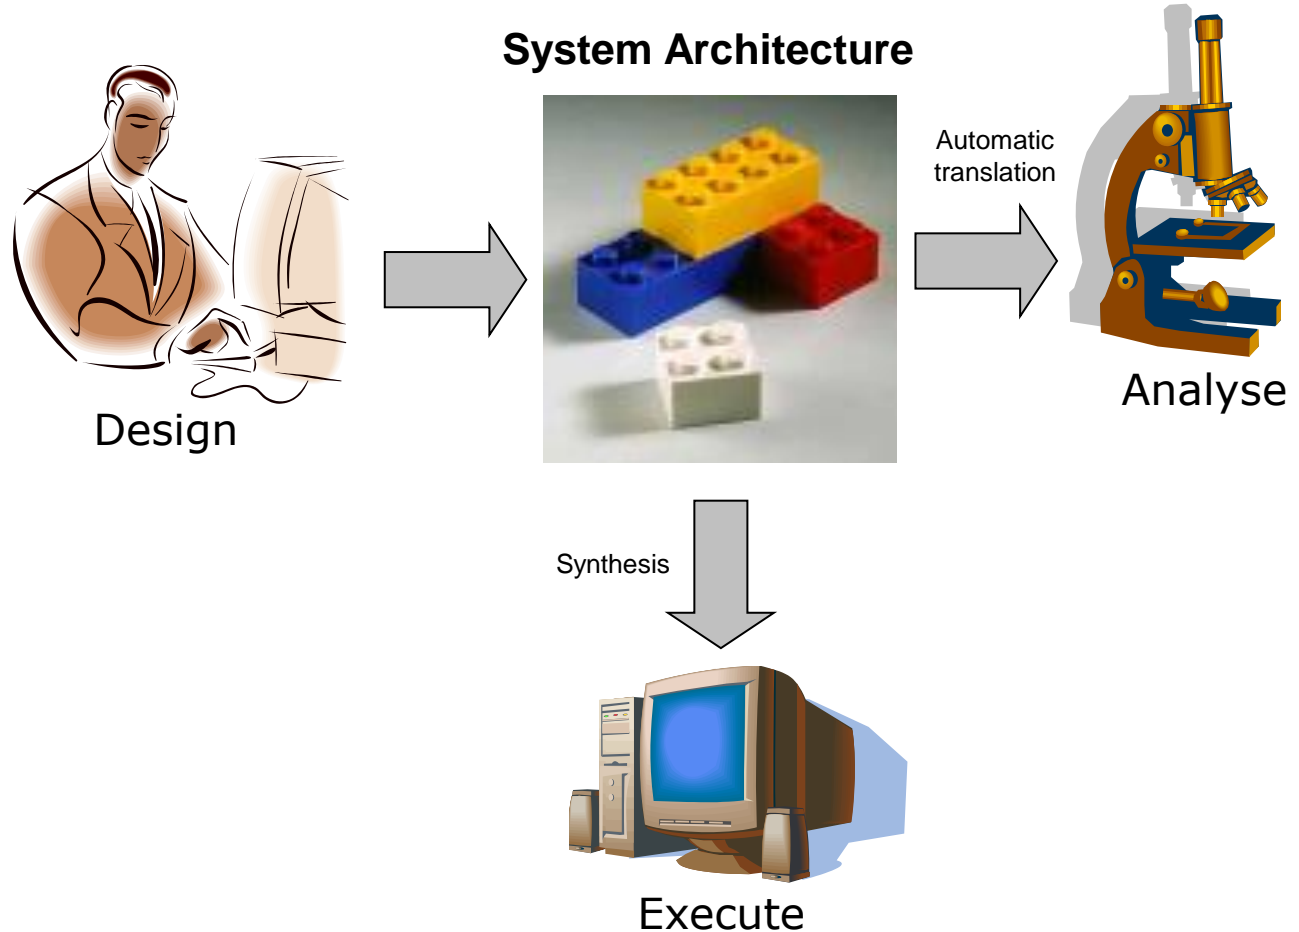 System Architecture
Automatic
translation
Design
Analyse
Synthesis
Execute